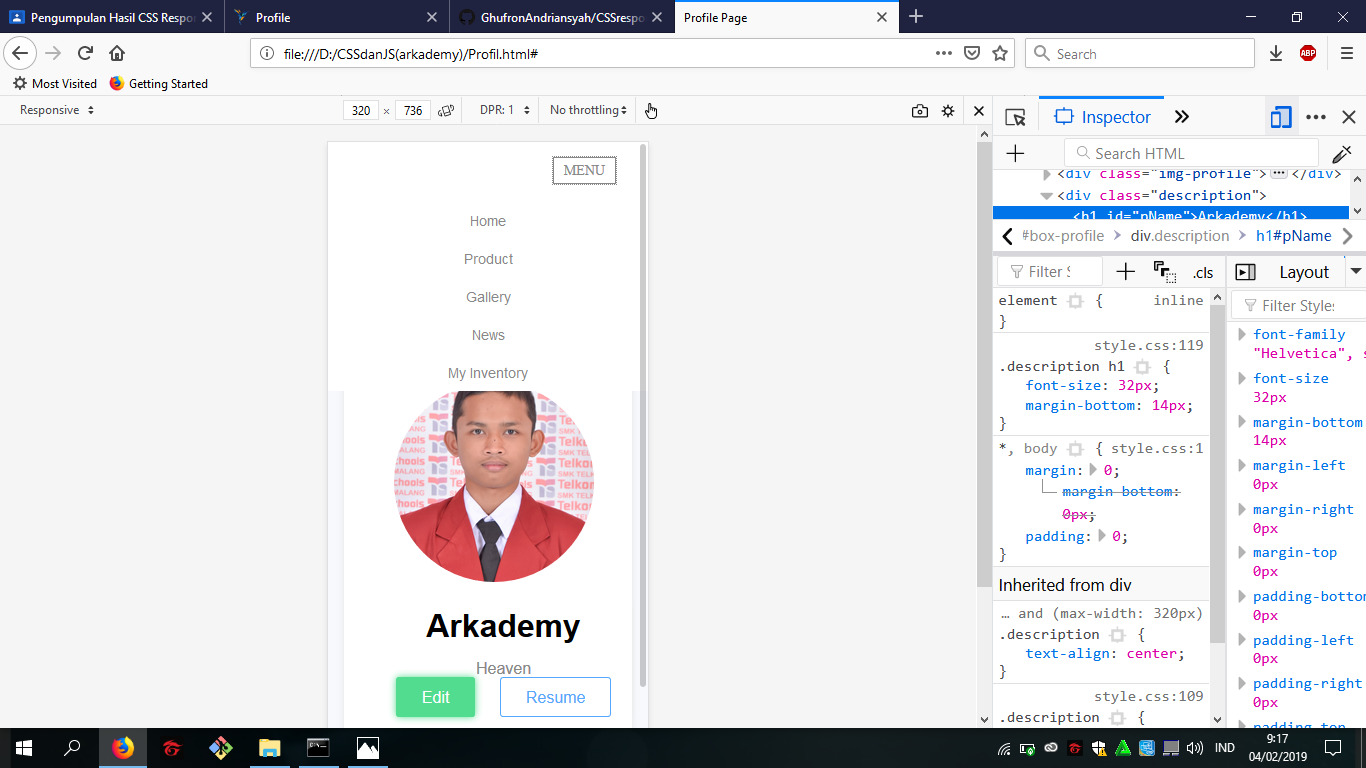 Pengumpulan Hasil CSS Respon
Profile
GhufronAndriansyah/CSSrespo
Profile Page
file:///D:/CSSdanJS(arkademy)/Profil.html#
Search
ABP
Most Visited
Getting Started
Responsive
320 × 736
DPR: 1
No throttling
Inspector
Search HTML
<div class="img-profile"> </div>
<div class="description">
<h1 id="pName">Arkademy</h1>
#box-profile
div.description
h1#pName
Filter S
.cls
Layout
Filter Styles
element { inline
}
style.css:119
.description h1 {
font-size: 32px;
margin-bottom: 14px;
}
*, body { style.css:1
margin: 0;
margin-bottom:
0px;
padding: 0;
}
Inherited from div
… and (max-width: 320px)
.description {
text-align: center;
}
style.css:109
.description {
font-family
"Helvetica", s
font-size
32px
margin-bottom
14px
margin-left
0px
margin-right
0px
margin-top
0px
padding-bottom
0px
padding-left
0px
padding-right
0px
padding-top
MENU
Home
Product
Gallery
News
My Inventory
Schools
MALANG
Telkom
SMK TELK
Arkademy
Heaven
Edit
Resume
IND
9:17
04/02/2019